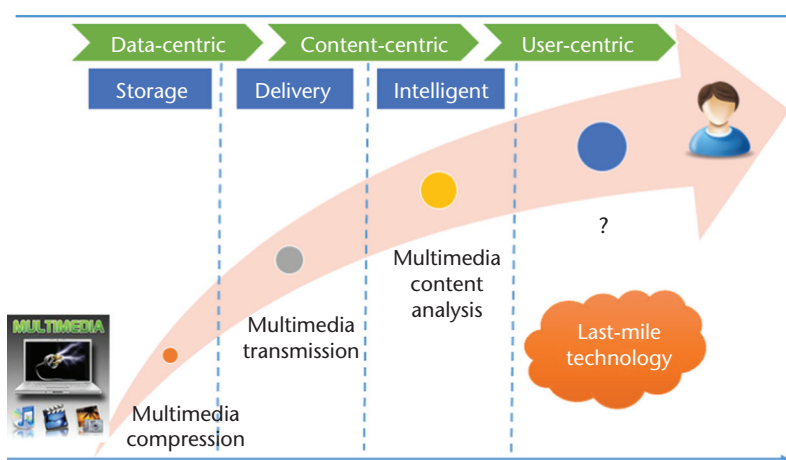 Data-centric
Content-centric
User-centric
Storage
Delivery
Intelligent
?
Multimedia
content
analysis
Multimedia
transmission
Last-mile
technology
MULTIMEDIA
Multimedia
compression